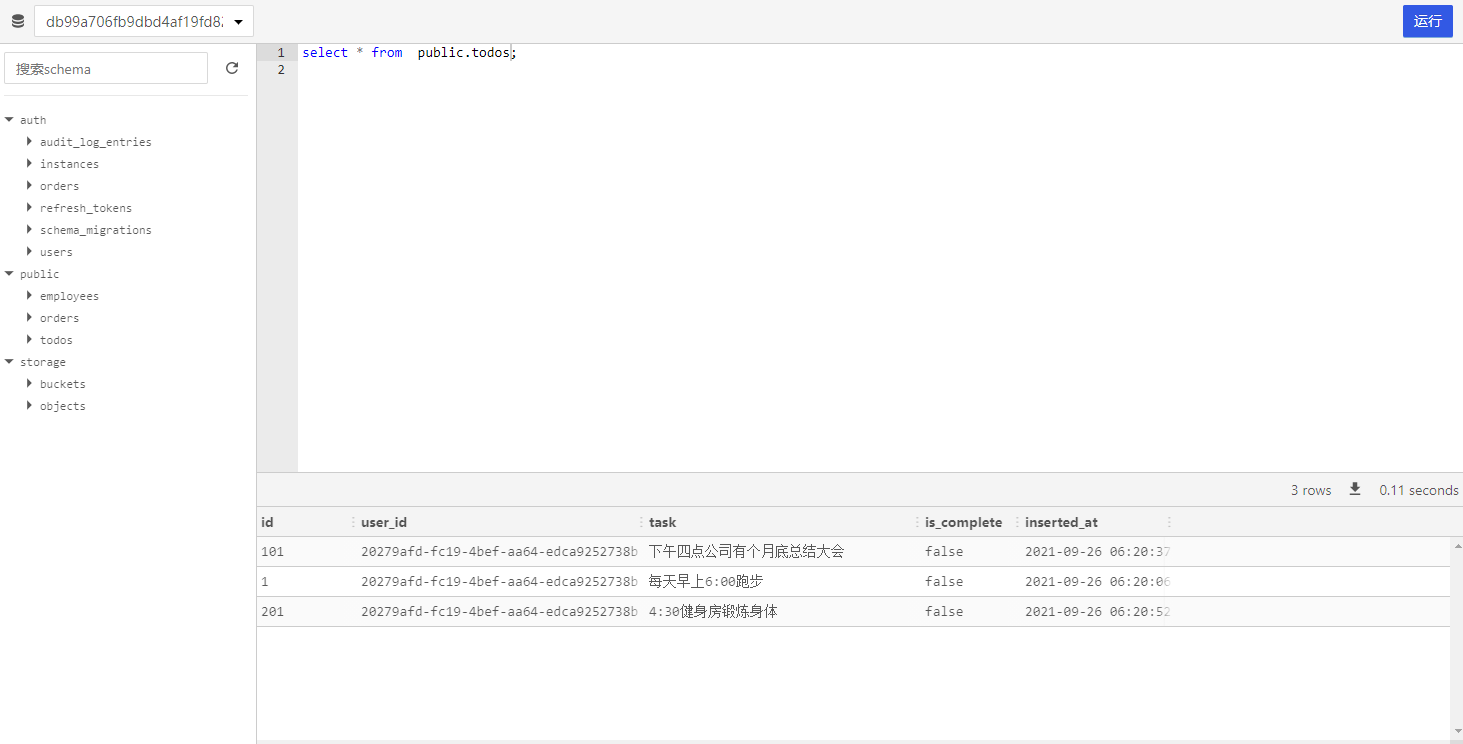 db99a706fb9dbd4af19fd82
运行
搜索schema
1 select * from  public.todos;
2
auth
audit_log_entries
instances
orders
refresh_tokens
schema_migrations
users
public
employees
orders
todos
storage
buckets
objects
3 rows 0.11 seconds
id user_id task is_complete inserted_at
101 20279afd-fc19-4bef-aa64-edca9252738b 下午四点公司有个月底总结大会 false 2021-09-26 06:20:37
1 20279afd-fc19-4bef-aa64-edca9252738b 每天早上6:00跑步 false 2021-09-26 06:20:06
201 20279afd-fc19-4bef-aa64-edca9252738b 4:30健身房锻炼身体 false 2021-09-26 06:20:52